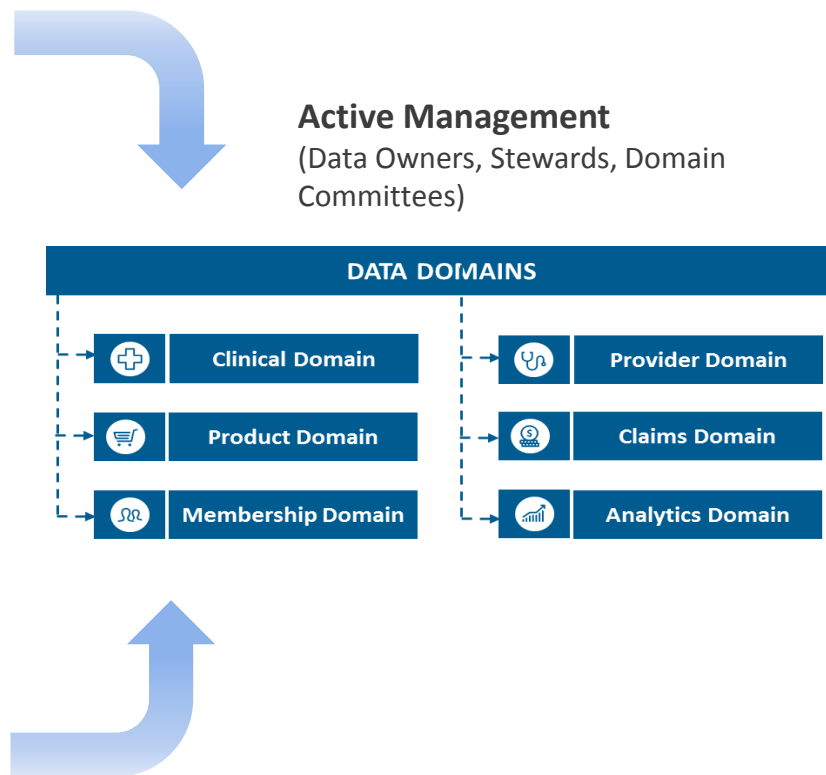 Active Management
(Data Owners, Stewards, Domain
Committees)
DATA DOMAINS
Clinical Domain
Provider Domain
Product Domain
$
Claims Domain
Membership Domain
Analytics Domain